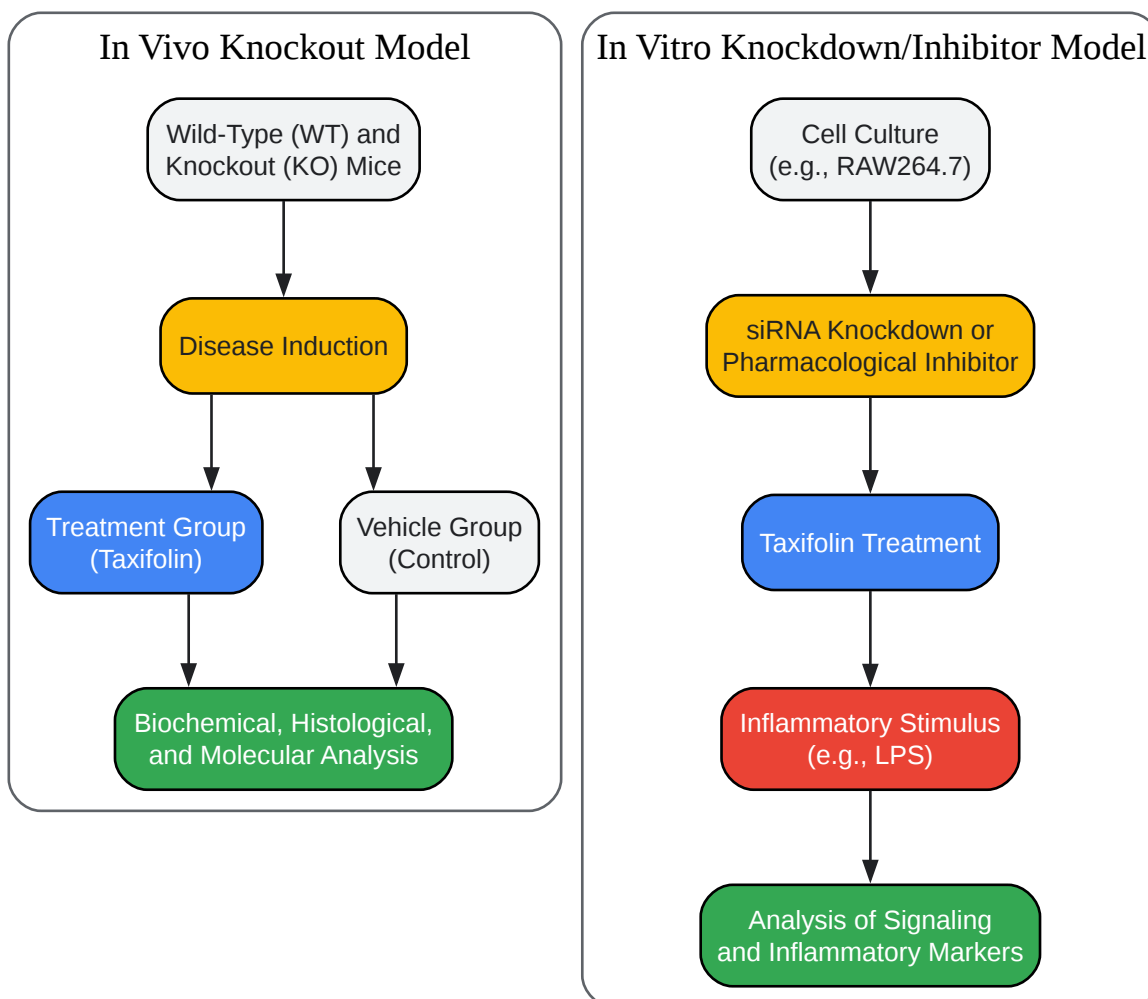 In Vivo Knockout Model
Wild-Type (WT) and
Knockout (KO) Mice
Disease Induction
Treatment Group
(Taxifolin)
Vehicle Group
(Control)
Biochemical, Histological,
and Molecular Analysis
In Vitro Knockdown/Inhibitor Model
Cell Culture
(e.g., RAW264.7)
siRNA Knockdown or
Pharmacological Inhibitor
Taxifolin Treatment
Inflammatory Stimulus
(e.g., LPS)
Analysis of Signaling
and Inflammatory Markers